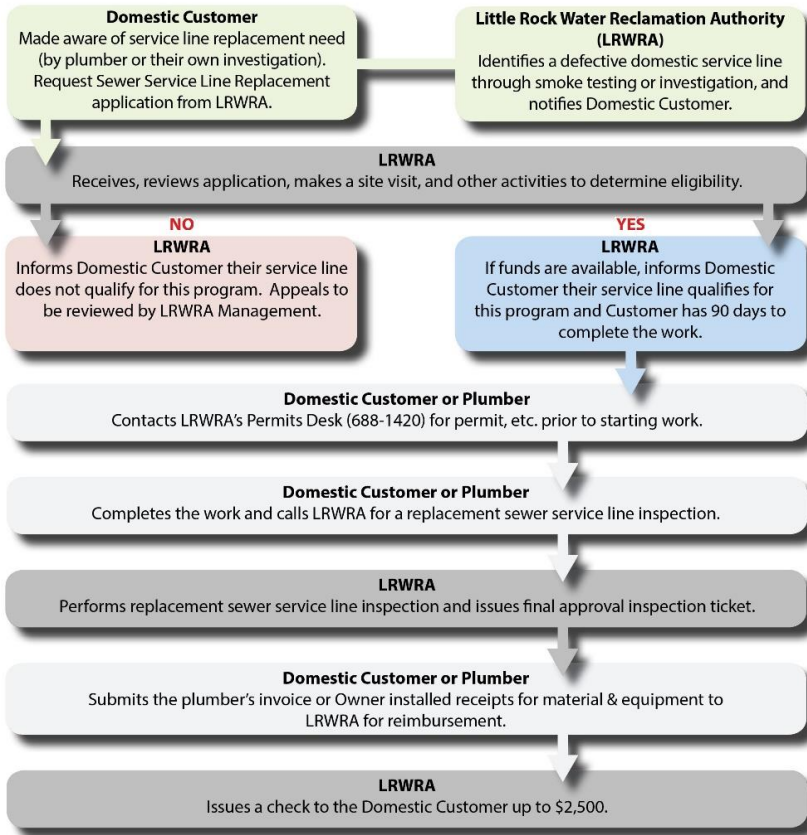 Domestic Customer
Made aware of service line replacement need
(by plumber or their own investigation).
Request Sewer Service Line Replacement
application from LRWRA.
Little Rock Water Reclamation Authority
(LRWRA)
Identifies a defective domestic service line
through smoke testing or investigation, and
notifies Domestic Customer.
LRWRA
Receives, reviews application, makes a site visit, and other activities to determine eligibility.
NO
LRWRA
Informs Domestic Customer their service line
does not qualify for this program. Appeals to
be reviewed by LRWRA Management.
YES
LRWRA
If funds are available, informs Domestic
Customer their service line qualifies for
this program and Customer has 90 days to
complete the work.
Domestic Customer or Plumber
Contacts LRWRA's Permits Desk (688-1420) for permit, etc. prior to starting work.
Domestic Customer or Plumber
Completes the work and calls LRWRA for a replacement sewer service line inspection.
LRWRA
Performs replacement sewer service line inspection and issues final approval inspection ticket.
Domestic Customer or Plumber
Submits the plumber's invoice or Owner installed receipts for material & equipment to
LRWRA for reimbursement.
LRWRA
Issues a check to the Domestic Customer up to $2,500.